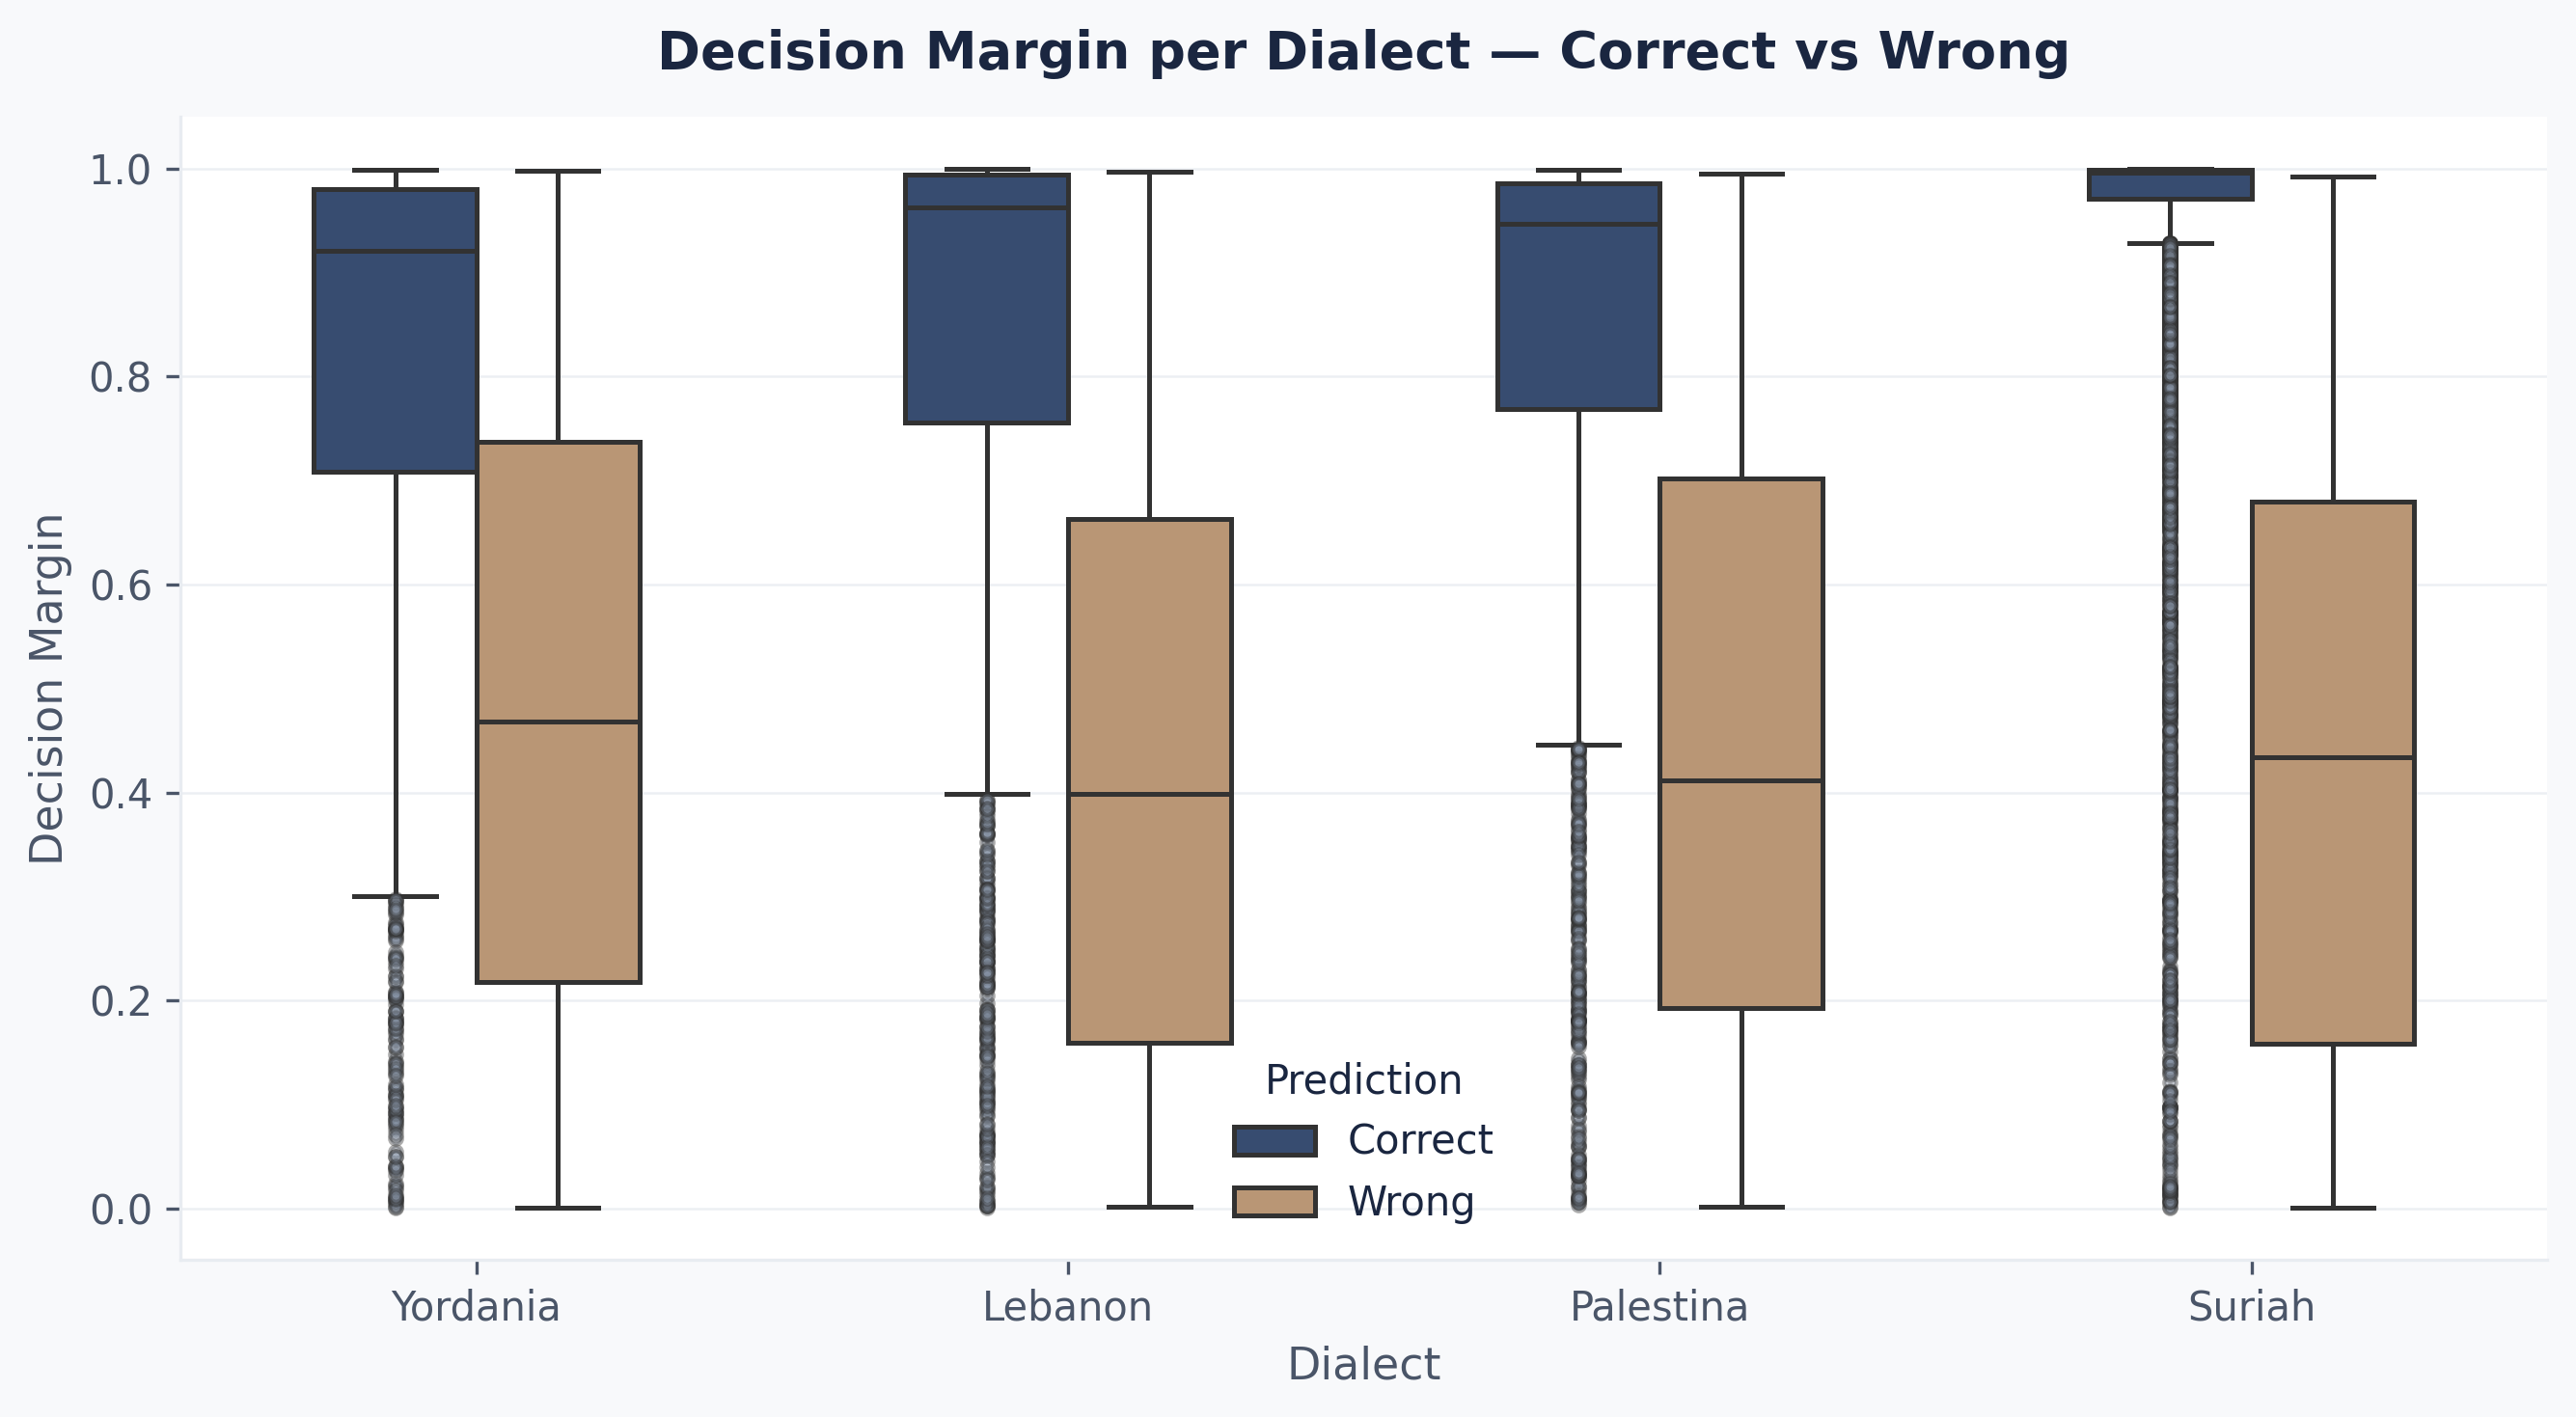 Decision Margin per Dialect — Correct vs Wrong
Decision Margin
1.0
0.8
0.6
0.4
0.2
0.0
Prediction
Correct
Wrong
Yordania
Lebanon
Palestina
Suriah
Dialect